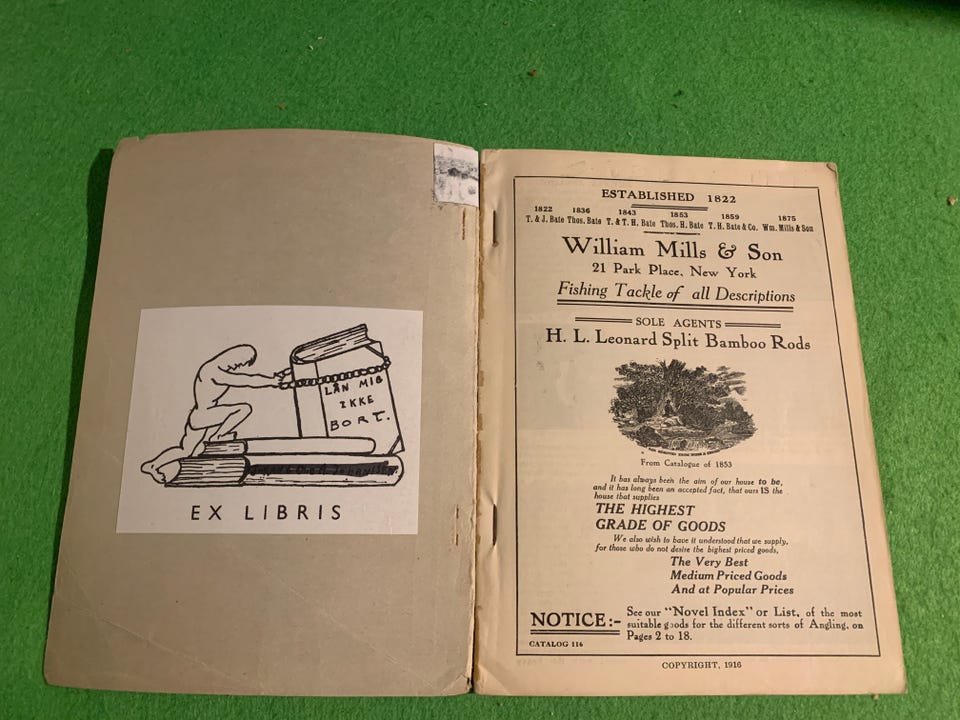 LÅN MIG
IKKE
BORT.
EX LIBRIS
ESTABLISHED 1822
1822 1836 1843 1853 1859 1875
T. & J. Bate Thos. Bate T. & T. H. Bate Thos. H. Bate T. H. Bate & Co. Wm. Mills & Son
William Mills & Son
21 Park Place, New York
Fishing Tackle of all Descriptions
SOLE AGENTS
H. L. Leonard Split Bamboo Rods
From Catalogue of 1853
It has always been the aim of our house to be,
and it has long been an accepted fact, that ours IS the
house that supplies
THE HIGHEST
GRADE OF GOODS
We also wish to have it understood that we supply,
for those who do not desire the highest priced goods,
The Very Best
Medium Priced Goods
And at Popular Prices
NOTICE:- See our "Novel Index" or List, of the most
suitable goods for the different sorts of Angling, on
Pages 2 to 18.
CATALOG 116
COPYRIGHT, 1916